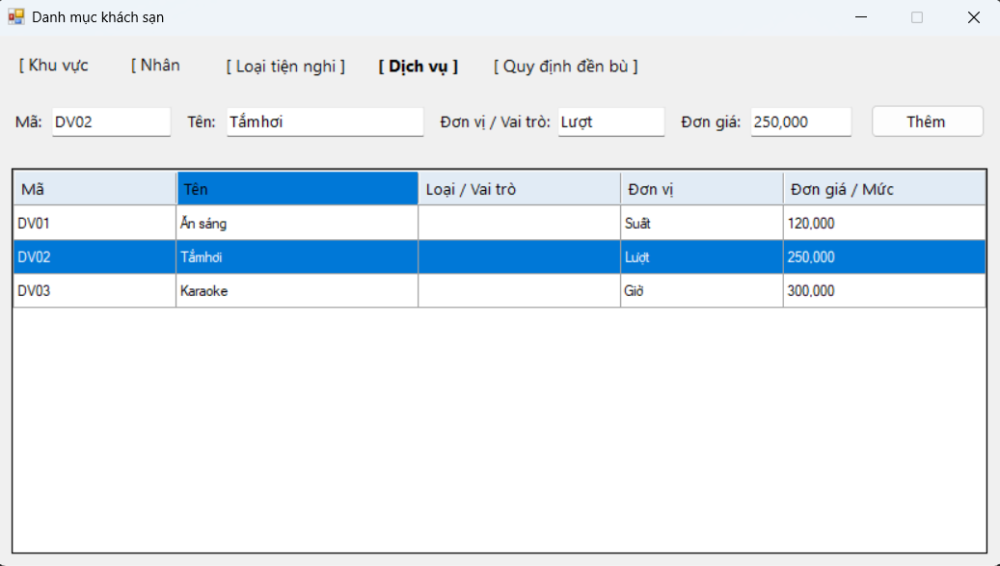 Danh mục khách sạn
[ Khu vực [ Nhân [ Loại tiện nghi ] [ Dịch vụ ] [ Quy định đền bù ]
Mã: DV02 Tên: Tắmhơi Đơn vị / Vai trò: Lượt Đơn giá: 250,000 Thêm
Mã Tên Loại / Vai trò Đơn vị Đơn giá / Mức
DV01 Ăn sáng Suất 120,000
DV02 Tắmhơi Lượt 250,000
DV03 Karaoke Giờ 300,000